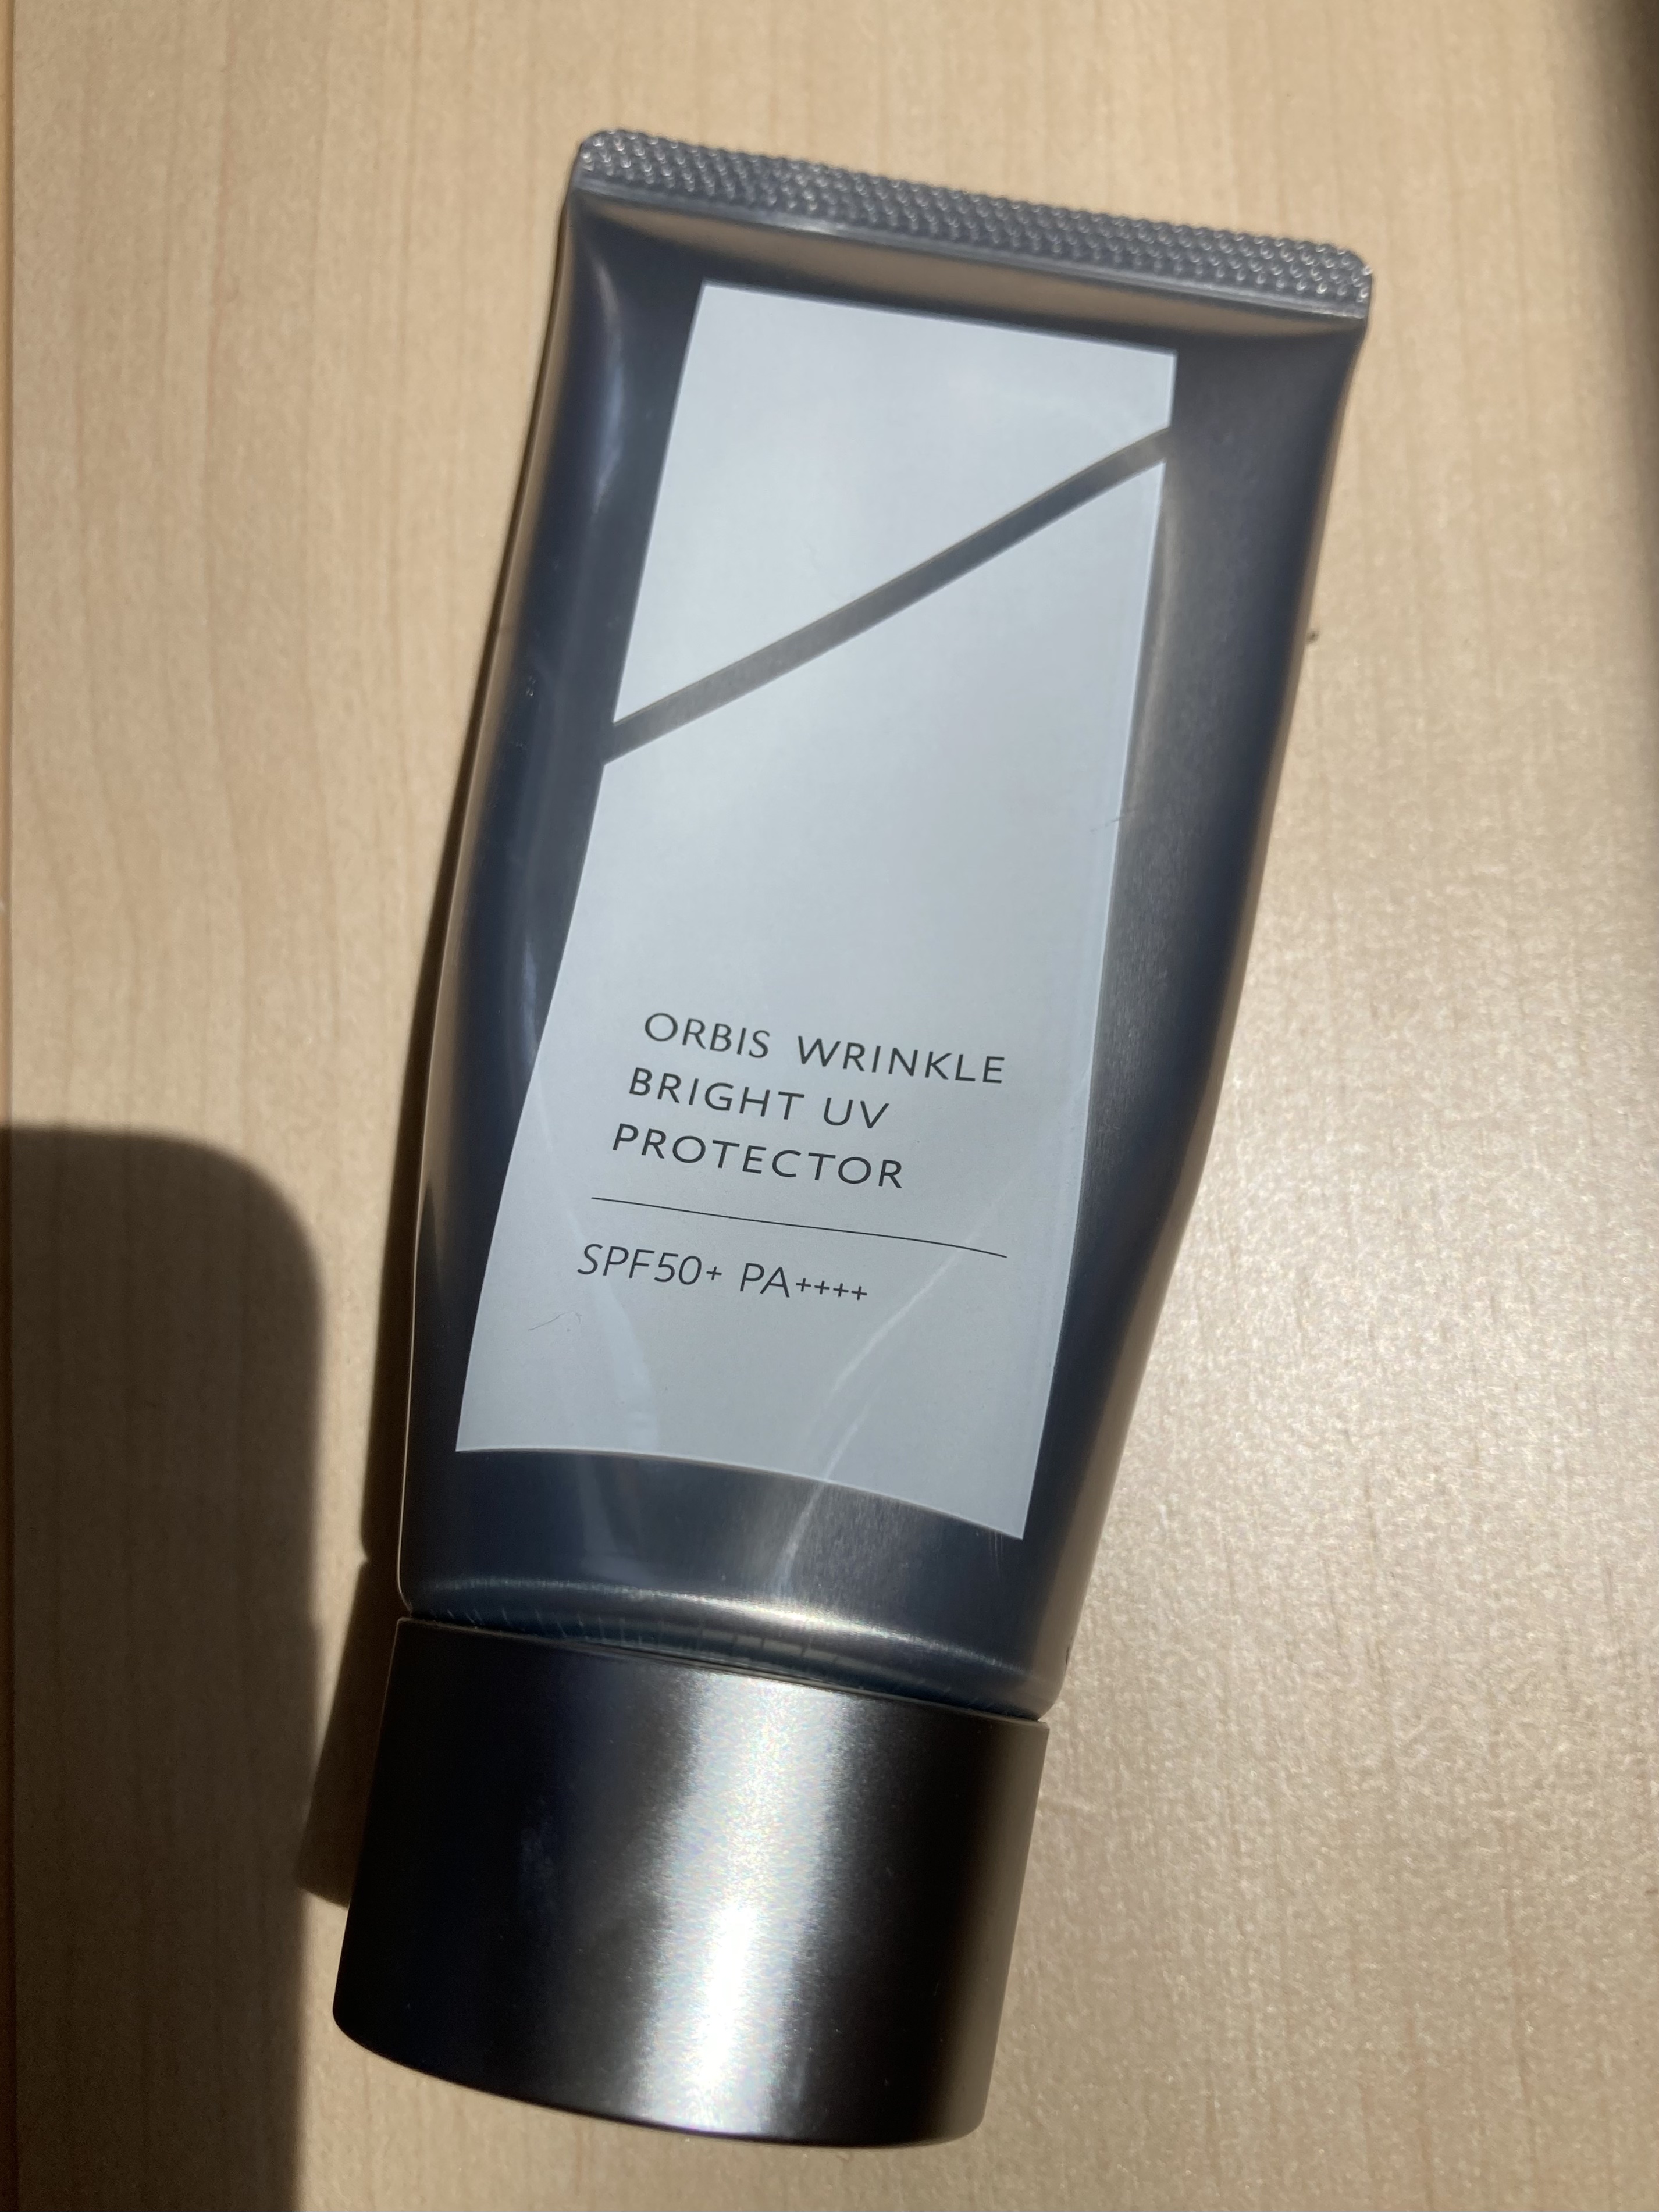 ORBIS WRINKLE
BRIGHT UV
PROTECTOR
SPF50+ PA++++